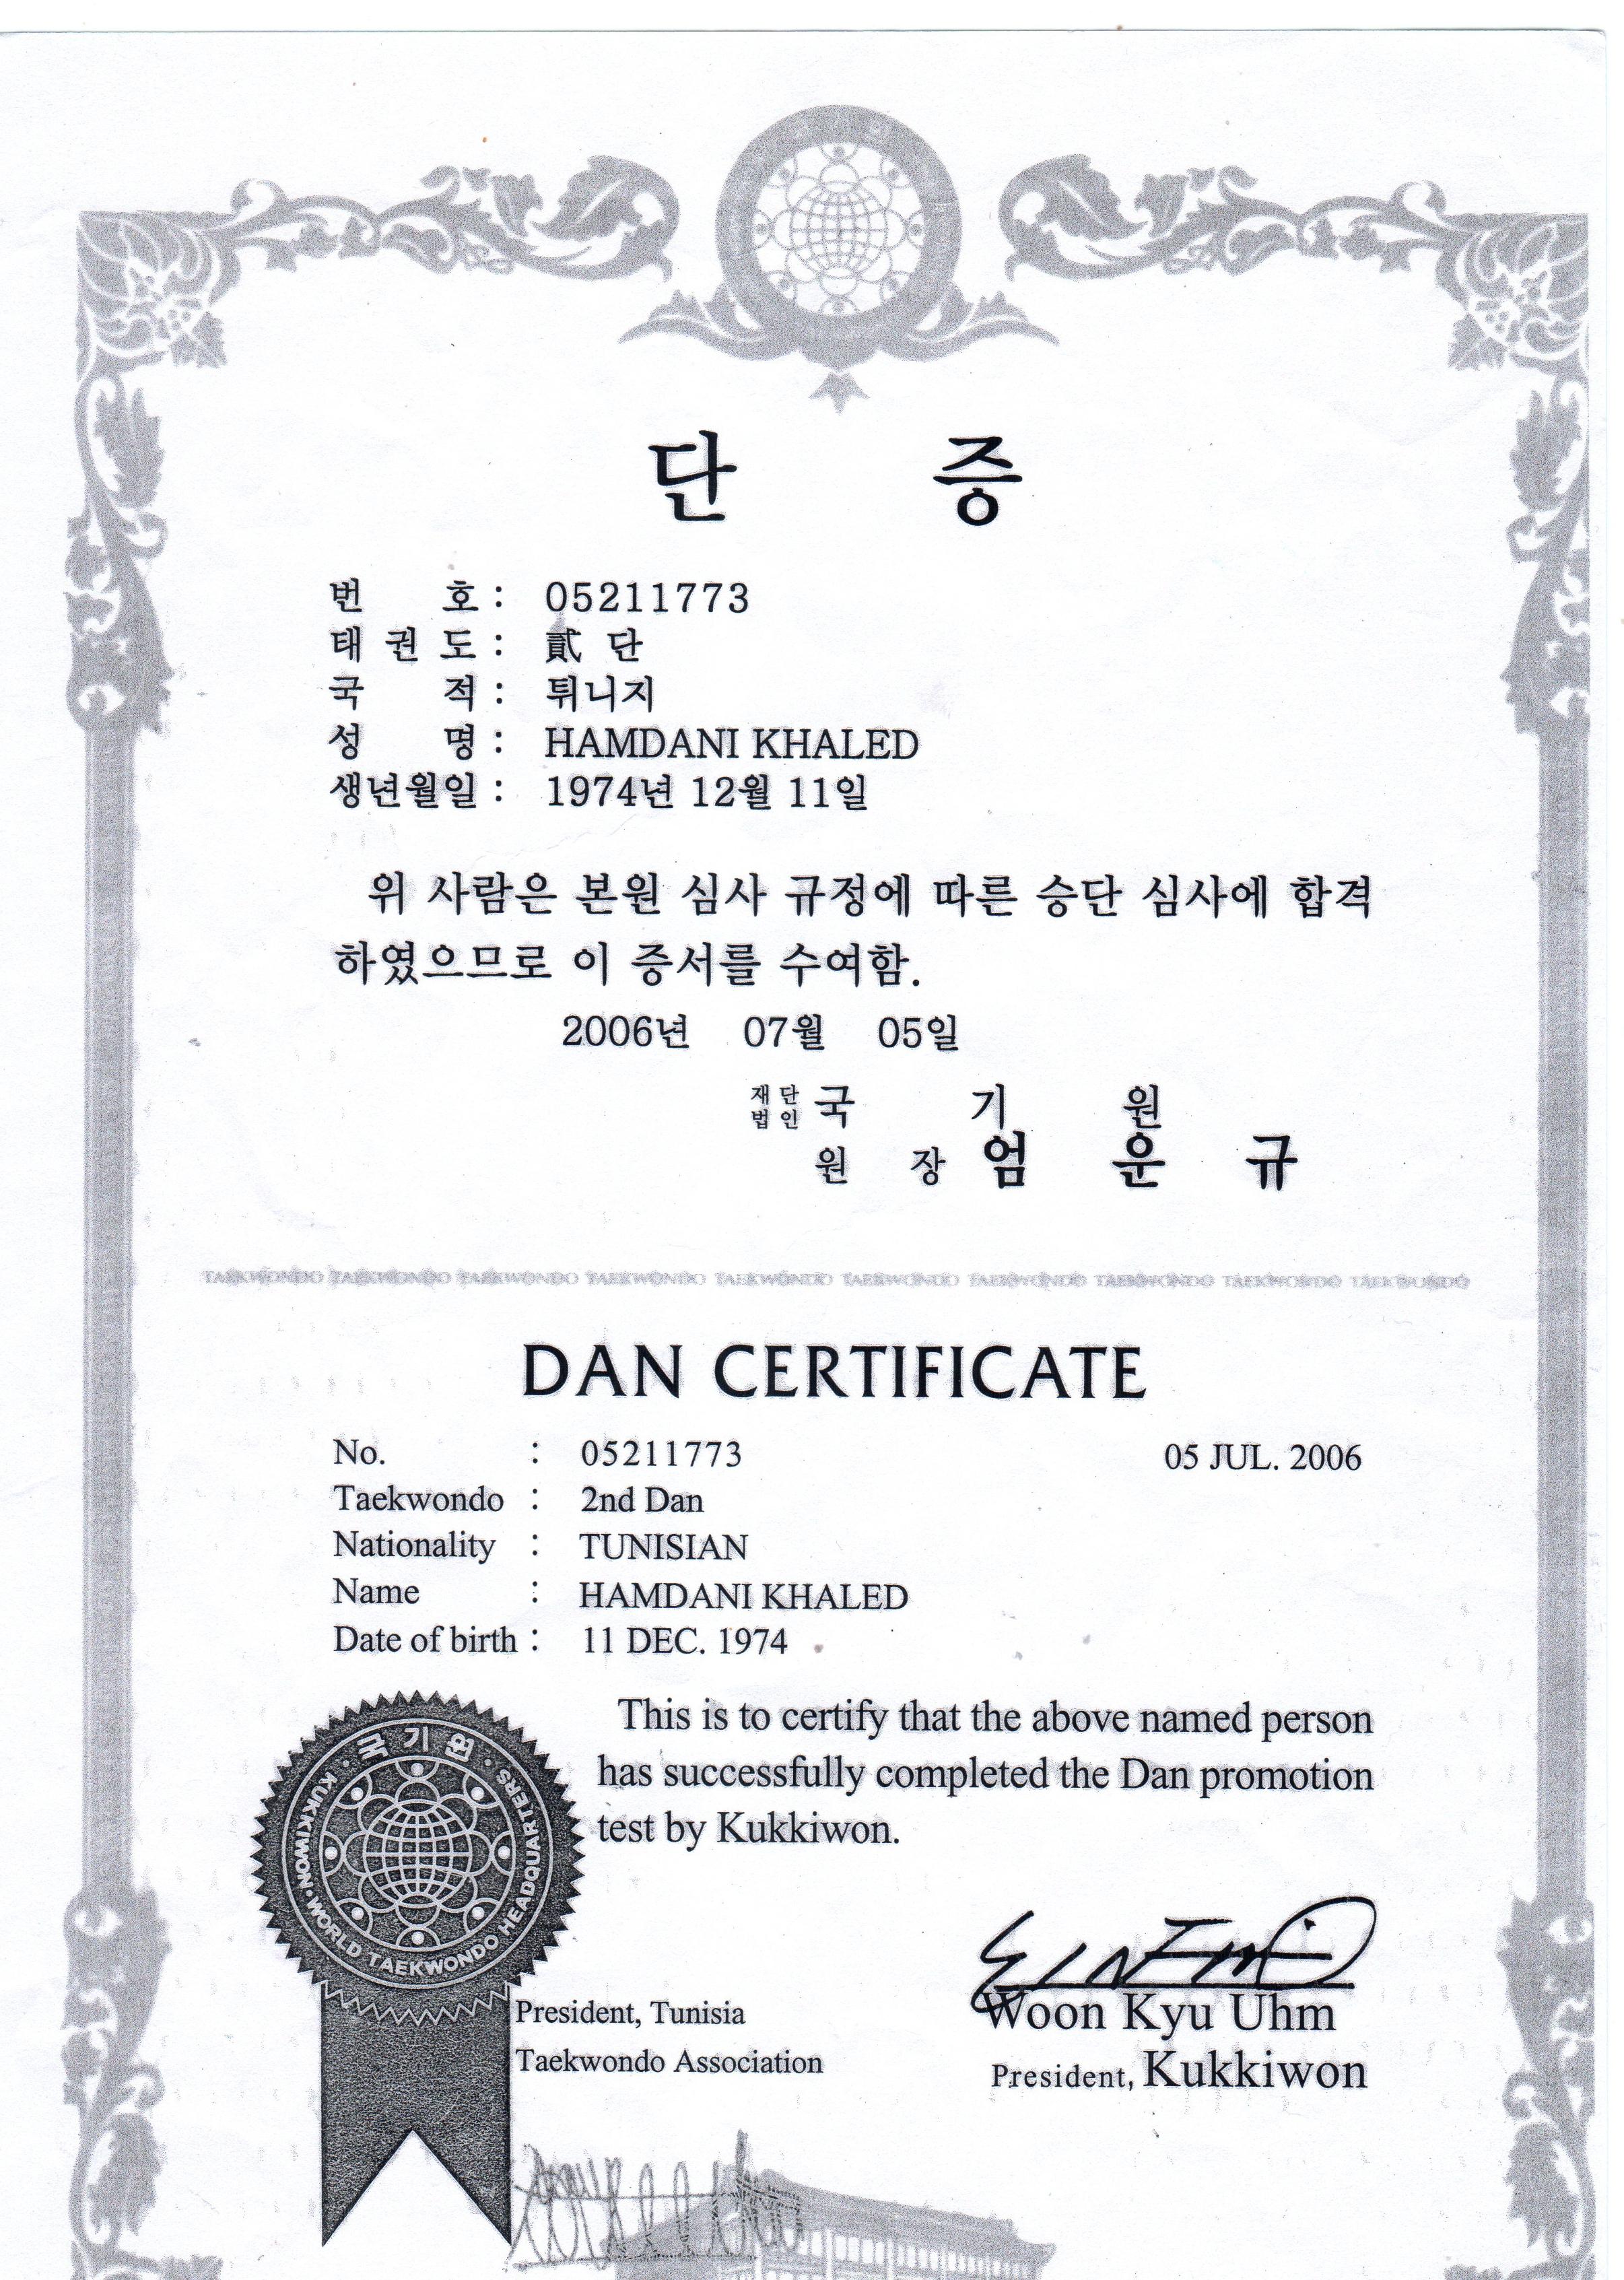 단 증
번 호 : 05211773
태 권 도 : 貳 단
국 적 : 튀니지
성 명 : HAMDANI KHALED
생년월일 : 1974년 12월 11일
위 사람은 본원 심사 규정에 따른 승단 심사에 합격
하였으므로 이 증서를 수여함.
2006년 07월 05일
재단법인 국 기 원
원 장 엄 운 규
TAEKWONDO TAEKWONDO TAEKWONDO TAEKWONDO TAEKWONDO TAEKWONDO TAEKWONDO TAEKWONDO TAEKWONDO TAEKWONDO
DAN CERTIFICATE
No. : 05211773 05 JUL. 2006
Taekwondo : 2nd Dan
Nationality : TUNISIAN
Name : HAMDANI KHALED
Date of birth : 11 DEC. 1974
This is to certify that the above named person
has successfully completed the Dan promotion
test by Kukkiwon.
국기원
KUKKIWON · WORLD TAEKWONDO HEADQUARTERS
President, Tunisia
Taekwondo Association
Woon Kyu Uhm
President, Kukkiwon